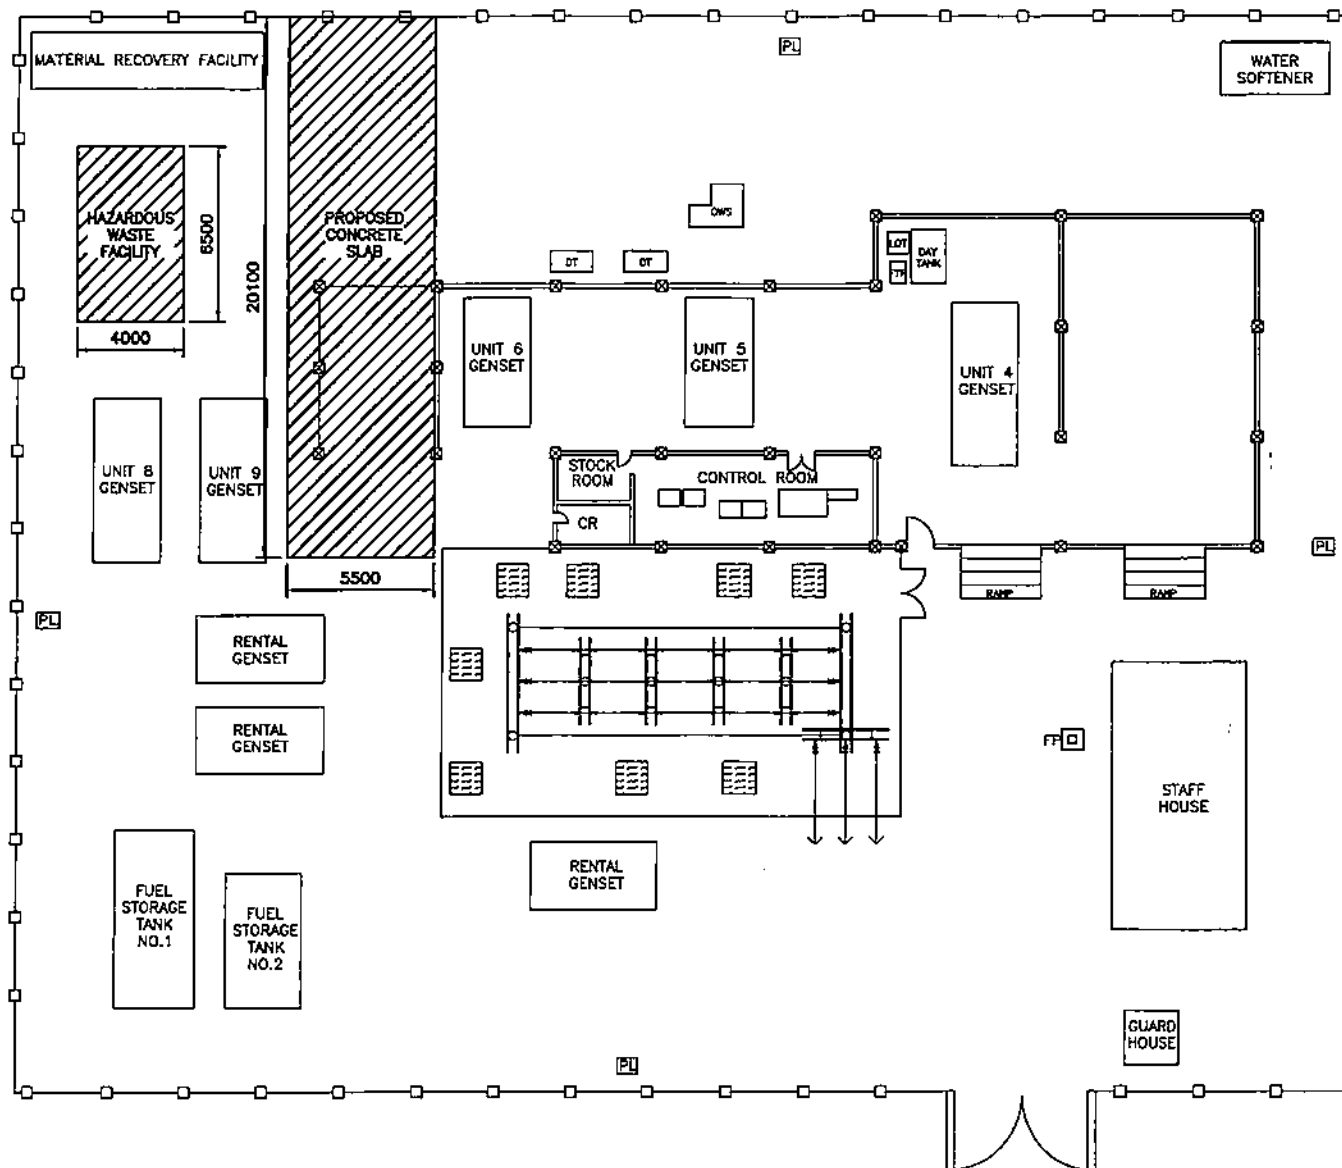 PL
MATERIAL RECOVERY FACILITY
WATER
SOFTENER
HAZARDOUS
WASTE
FACILITY
6500
4000
20100
PROPOSED
CONCRETE
SLAB
5500
OWS
DT
DT
LOT
DAY
TANK
UNIT 6
GENSET
UNIT 5
GENSET
UNIT 4
GENSET
UNIT 8
GENSET
UNIT 9
GENSET
STOCK
ROOM
CONTROL ROOM
CR
RAMP
RAMP
PL
PL
RENTAL
GENSET
RENTAL
GENSET
FP
STAFF
HOUSE
RENTAL
GENSET
FUEL
STORAGE
TANK
NO.1
FUEL
STORAGE
TANK
NO.2
GUARD
HOUSE
PL